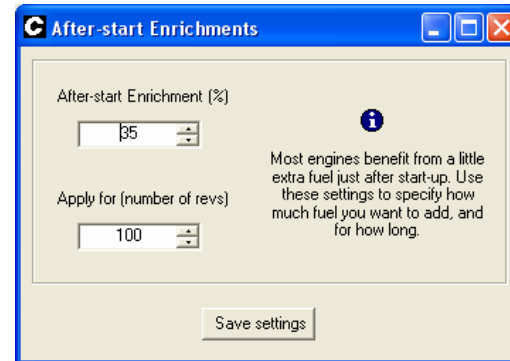 C After-start Enrichments
After-start Enrichment (%)
35
Apply for (number of revs)
100
Most engines benefit from a little
extra fuel just after start-up. Use
these settings to specify how
much fuel you want to add, and
for how long.
Save settings